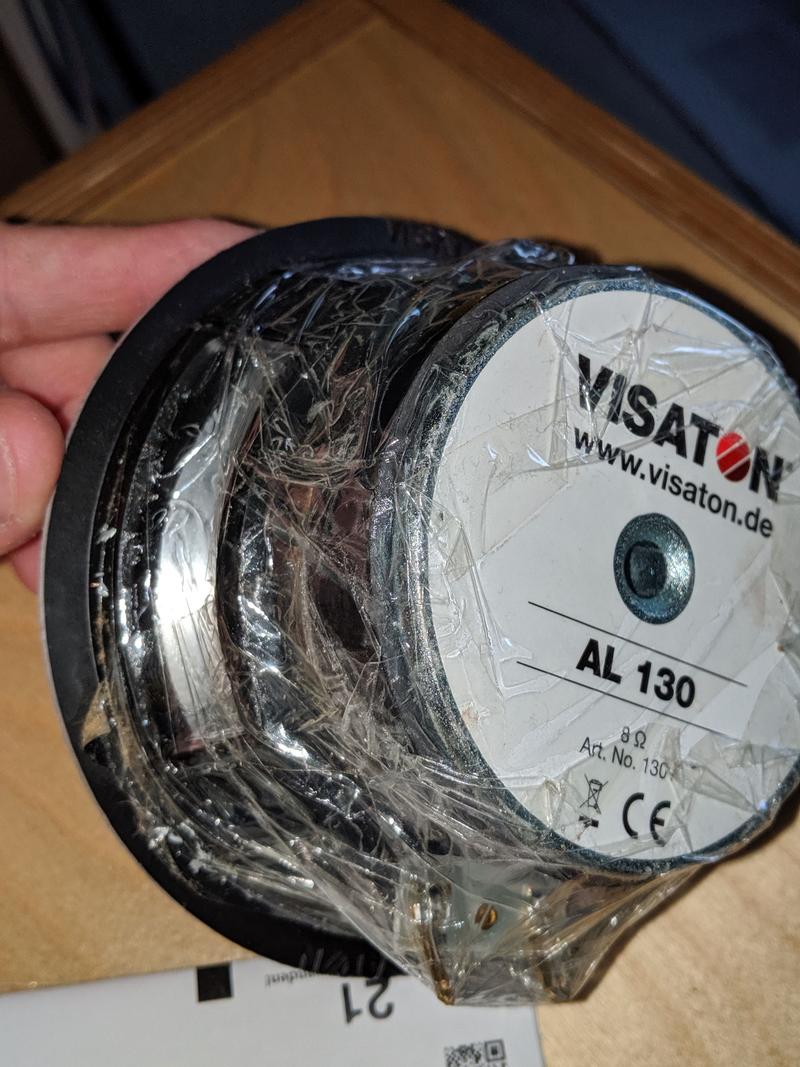 VISATON
www.visaton.de
AL 130
8 Ω
Art. No. 130
CE
21